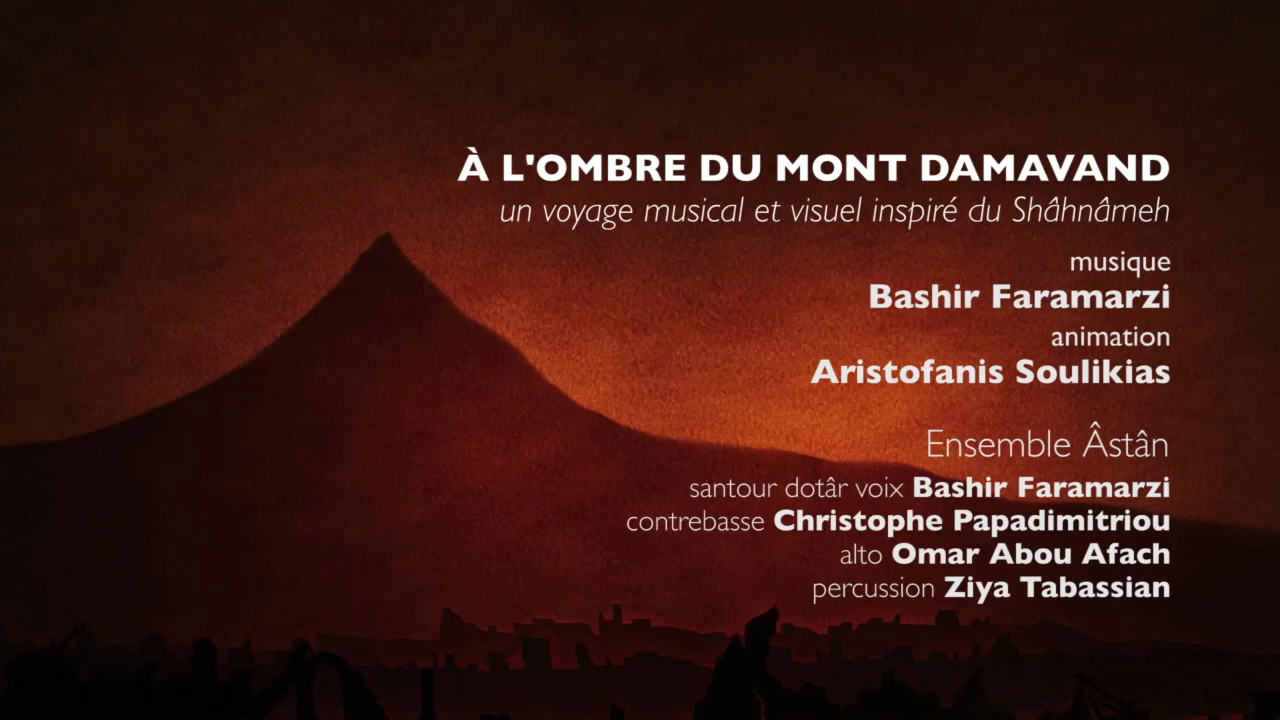 À L'OMBRE DU MONT DAMAVAND
un voyage musical et visuel inspiré du Shâhnâmeh
musique
Bashir Faramarzi
animation
Aristofanis Soulikias
Ensemble Âstân
santour dotâr voix Bashir Faramarzi
contrebasse Christophe Papadimitriou
alto Omar Abou Afach
percussion Ziya Tabassian